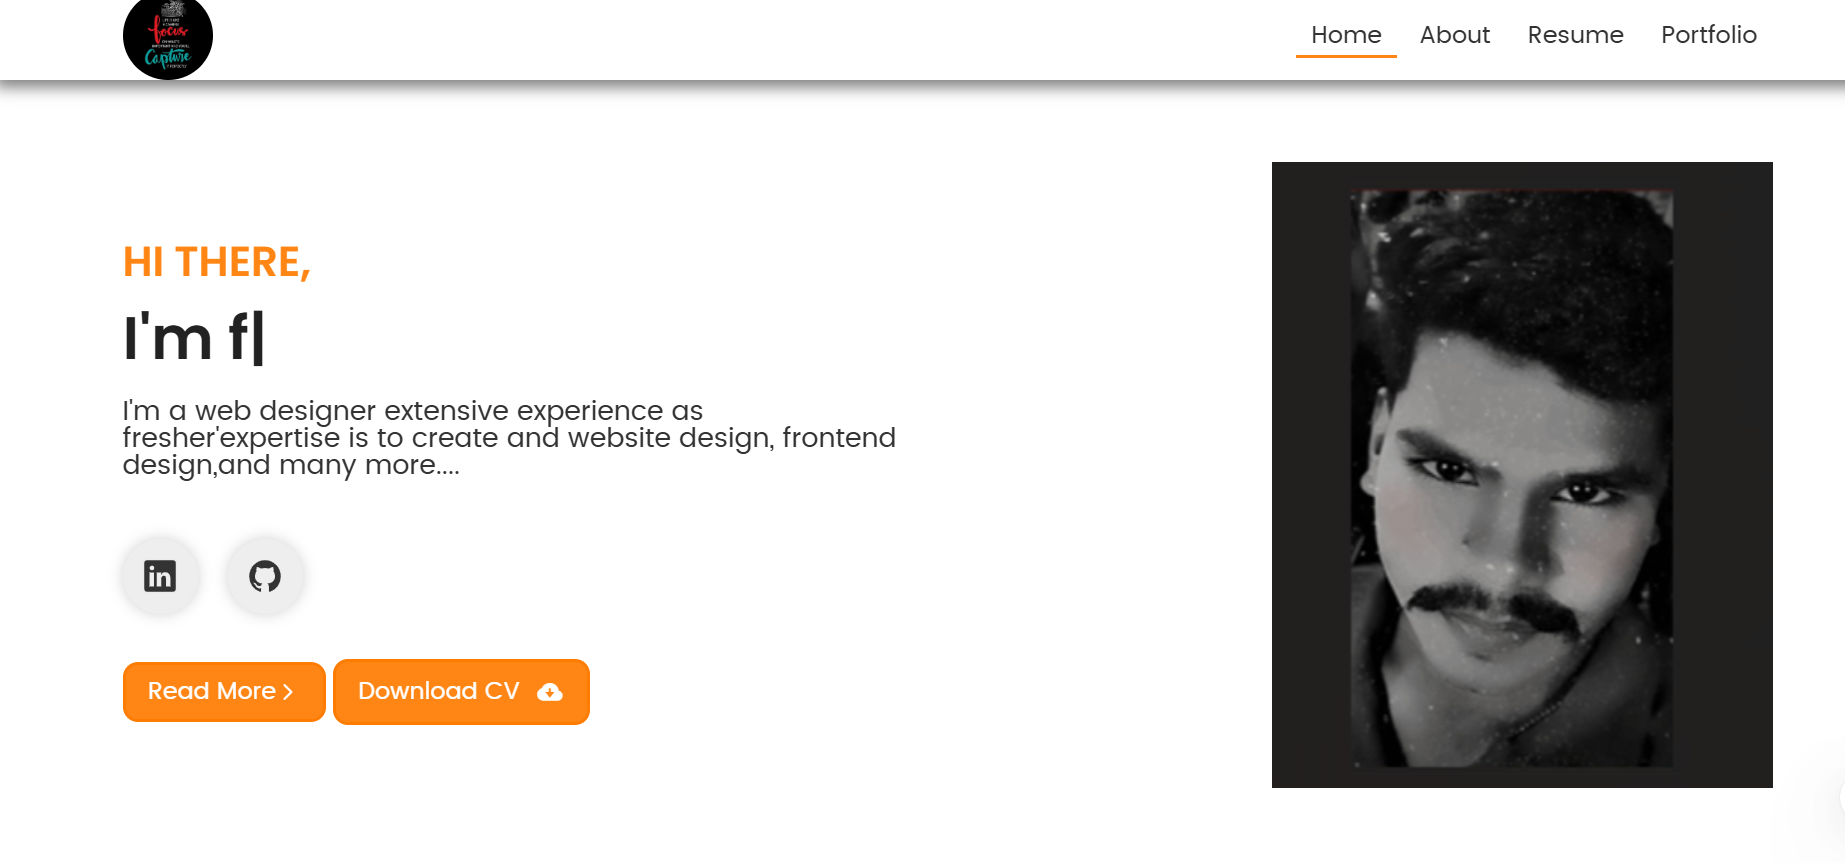 focus
Capture
Home About Resume Portfolio
HI THERE,
I'm f|
I'm a web designer extensive experience as
fresher'expertise is to create and website design, frontend
design,and many more....
in
Read More
Download CV